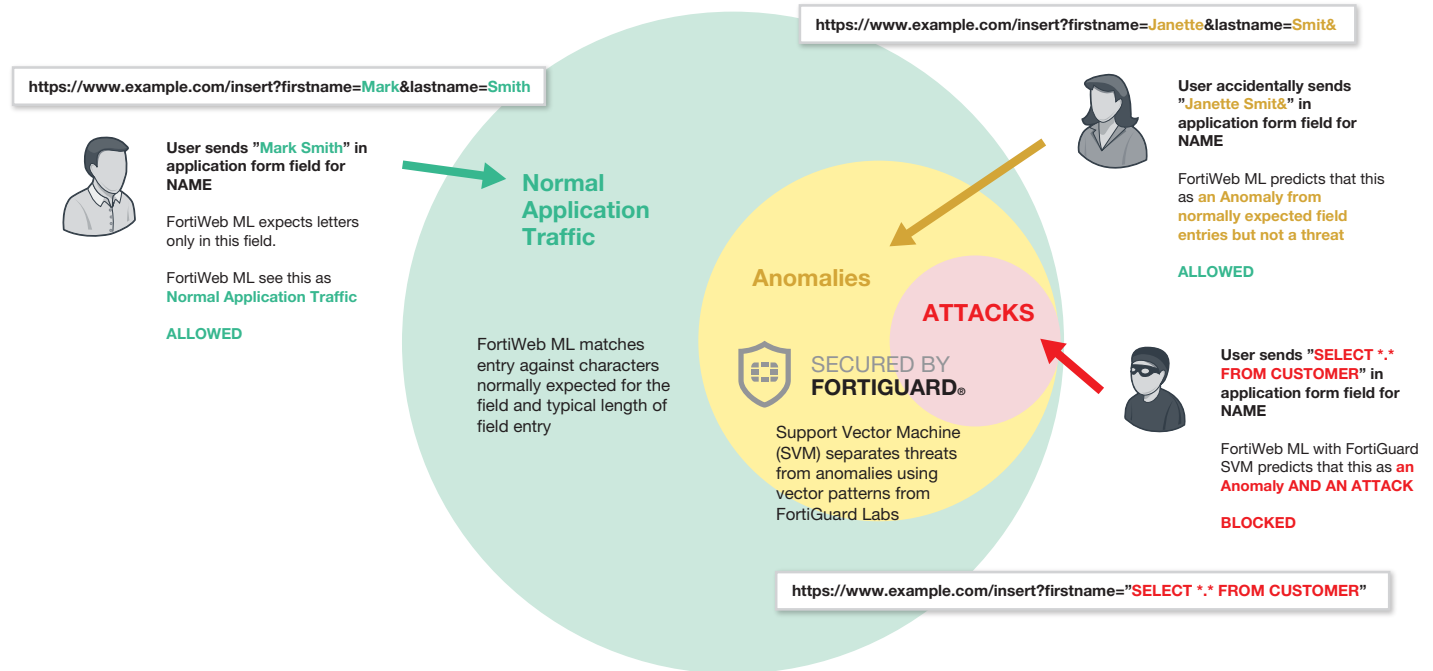 https://www.example.com/insert?firstname=Janette&lastname=Smit&
https://www.example.com/insert?firstname=Mark&lastname=Smith
User sends ”Mark Smith” in
application form field for
NAME
FortiWeb ML expects letters
only in this field.
FortiWeb ML see this as
Normal Application Traffic
ALLOWED
Normal
Application
Traffic
FortiWeb ML matches
entry against characters
normally expected for the
field and typical length of
field entry
User accidentally sends
”Janette Smit&” in
application form field for
NAME
FortiWeb ML predicts that this
as an Anomaly from
normally expected field
entries but not a threat
ALLOWED
Anomalies
ATTACKS
SECURED BY
FORTIGUARD®
Support Vector Machine
(SVM) separates threats
from anomalies using
vector patterns from
FortiGuard Labs
User sends ”SELECT *.*
FROM CUSTOMER” in
application form field for
NAME
FortiWeb ML with FortiGuard
SVM predicts that this as an
Anomaly AND AN ATTACK
BLOCKED
https://www.example.com/insert?firstname=”SELECT *.* FROM CUSTOMER”